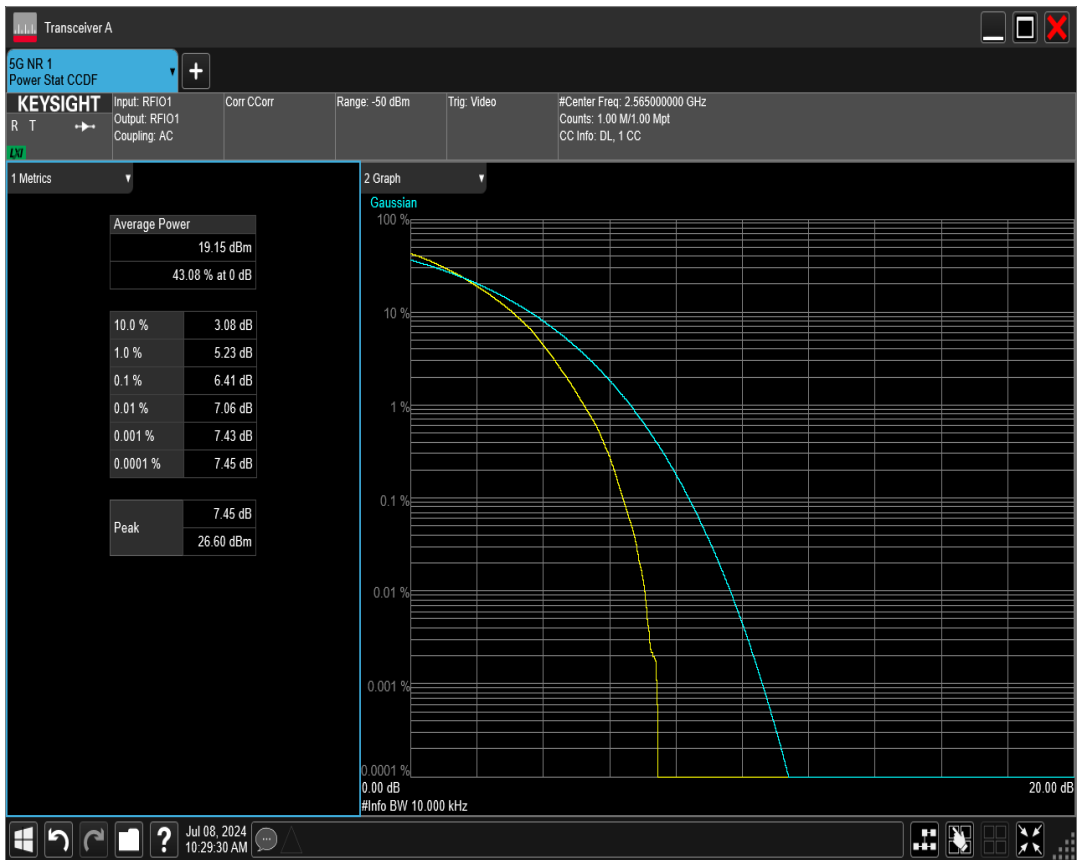 Transceiver A
5G NR 1
Power Stat CCDF
KEYSIGHT
R T
LXI
Input: RFIO1
Output: RFIO1
Coupling: AC
Corr CCorr
Range: -50 dBm
Trig: Video
#Center Freq: 2.565000000 GHz
Counts: 1.00 M/1.00 Mpt
CC Info: DL, 1 CC
1 Metrics
Average Power
19.15 dBm
43.08 % at 0 dB
10.0 % 3.08 dB
1.0 % 5.23 dB
0.1 % 6.41 dB
0.01 % 7.06 dB
0.001 % 7.43 dB
0.0001 % 7.45 dB
Peak
7.45 dB
26.60 dBm
2 Graph
Gaussian
100 %
10 %
1 %
0.1 %
0.01 %
0.001 %
0.0001 %
0.00 dB
20.00 dB
#Info BW 10.000 kHz
?
Jul 08, 2024
10:29:30 AM